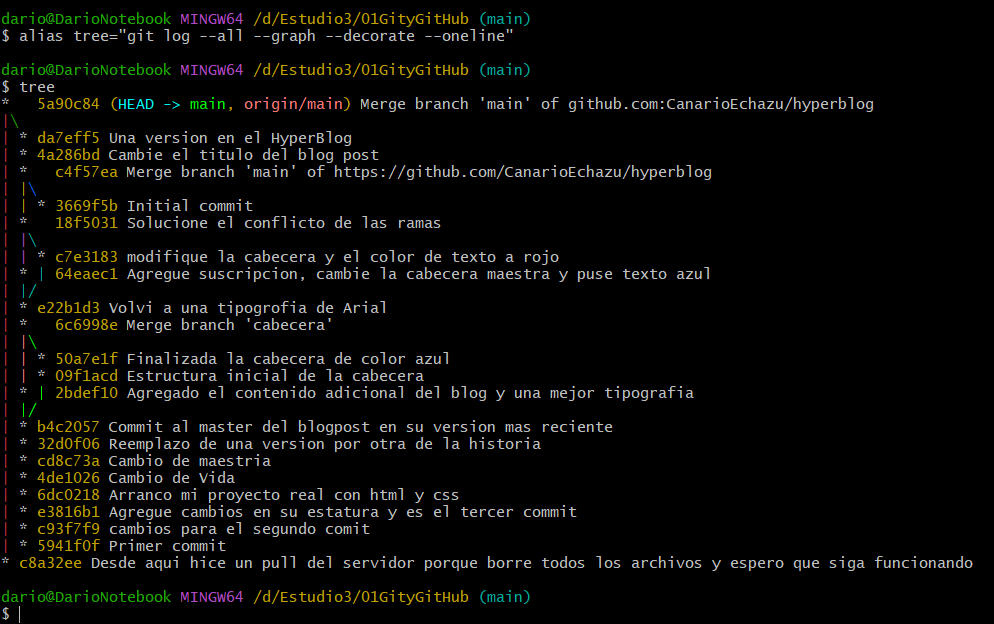 dario@DarioNotebook MINGW64 /d/Estudio3/01GityGitHub (main)
$ alias tree="git log --all --graph --decorate --oneline"
dario@DarioNotebook MINGW64 /d/Estudio3/01GityGitHub (main)
$ tree
*   5a90c84 (HEAD -> main, origin/main) Merge branch 'main' of github.com:CanarioEchazu/hyperblog
|\
| * da7eff5 Una version en el HyperBlog
| * 4a286bd Cambie el titulo del blog post
| *   c4f57ea Merge branch 'main' of https://github.com/CanarioEchazu/hyperblog
| |\
| | * 3669f5b Initial commit
| *   18f5031 Solucione el conflicto de las ramas
| |\
| | * c7e3183 modifique la cabecera y el color de texto a rojo
| * | 64eaec1 Agregue suscripcion, cambie la cabecera maestra y puse texto azul
| |/
| * e22b1d3 Volvi a una tipografia de Arial
| *   6c6998e Merge branch 'cabecera'
| |\
| | * 50a7e1f Finalizada la cabecera de color azul
| | * 09f1acd Estructura inicial de la cabecera
| * | 2bdef10 Agregado el contenido adicional del blog y una mejor tipografia
| |/
| * b4c2057 Commit al master del blogpost en su version mas reciente
| * 32d0f06 Reemplazo de una version por otra de la historia
| * cd8c73a Cambio de maestria
| * 4de1026 Cambio de Vida
| * 6dc0218 Arranco mi proyecto real con html y css
| * e3816b1 Agregue cambios en su estatura y es el tercer commit
| * c93f7f9 cambios para el segundo comit
| * 5941f0f Primer commit
* c8a32ee Desde aqui hice un pull del servidor porque borre todos los archivos y espero que siga funcionando
dario@DarioNotebook MINGW64 /d/Estudio3/01GityGitHub (main)
$